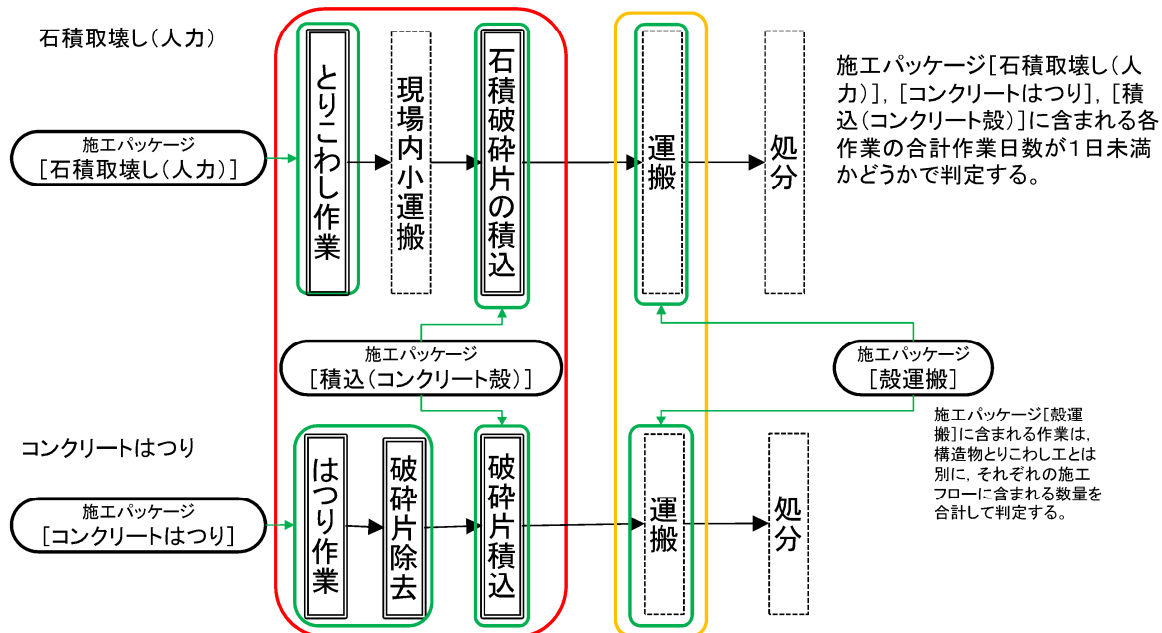 石積取壊し(人力)
施工パッケージ
[石積取壊し(人力)]
とりこわし作業
現場内小運搬
石積破砕片の積込
運搬
処分
施工パッケージ[石積取壊し(人
力)], [コンクリートはつり], [積
込(コンクリート殻)]に含まれる各
作業の合計作業日数が1日未満
かどうかで判定する。
施工パッケージ
[積込(コンクリート殻)]
施工パッケージ
[殻運搬]
施工パッケージ[殻運
搬]に含まれる作業は,
構造物とりこわし工とは
別に, それぞれの施工
フローに含まれる数量を
合計して判定する。
コンクリートはつり
施工パッケージ
[コンクリートはつり]
はつり作業
破砕片除去
破砕片積込
運搬
処分